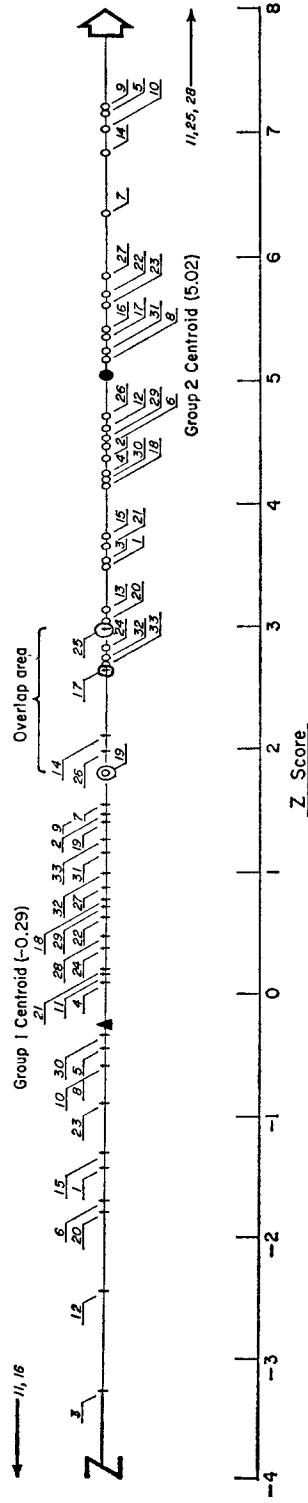 11, 16
Group 1 Centroid (-0.29)
Overlap area
21 18
6 15 10 30 11 28 29 32 33 2 9 14
3 12 20 1 23 8 5 4 24 22 27 31 19 7 26 17 25
Z
19 24 13 3 15 4 2 26 16 27 7 14 9
32 20 1 21 30 12 17 22 5
33 18 29 31 23 10
6 8
Group 2 Centroid (5.02)
11, 25, 28
-4 -3 -2 -1 0 1 2 3 4 5 6 7 8
Z Score